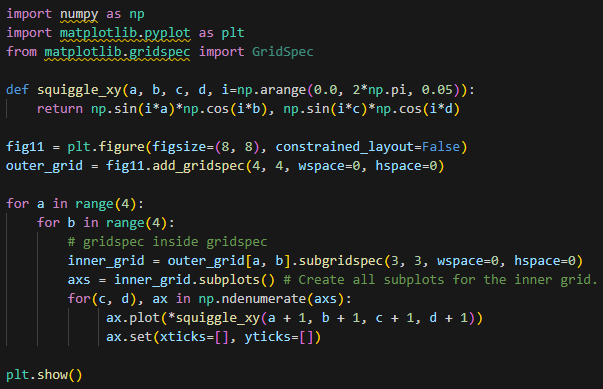 import numpy as np
import matplotlib.pyplot as plt
from matplotlib.gridspec import GridSpec

def squiggle_xy(a, b, c, d, i=np.arange(0.0, 2*np.pi, 0.05)):
    return np.sin(i*a)*np.cos(i*b), np.sin(i*c)*np.cos(i*d)

fig11 = plt.figure(figsize=(8, 8), constrained_layout=False)
outer_grid = fig11.add_gridspec(4, 4, wspace=0, hspace=0)

for a in range(4):
    for b in range(4):
        # gridspec inside gridspec
        inner_grid = outer_grid[a, b].subgridspec(3, 3, wspace=0, hspace=0)
        axs = inner_grid.subplots() # Create all subplots for the inner grid.
        for(c, d), ax in np.ndenumerate(axs):
             ax.plot(*squiggle_xy(a + 1, b + 1, c + 1, d + 1))
             ax.set(xticks=[], yticks=[])

plt.show()